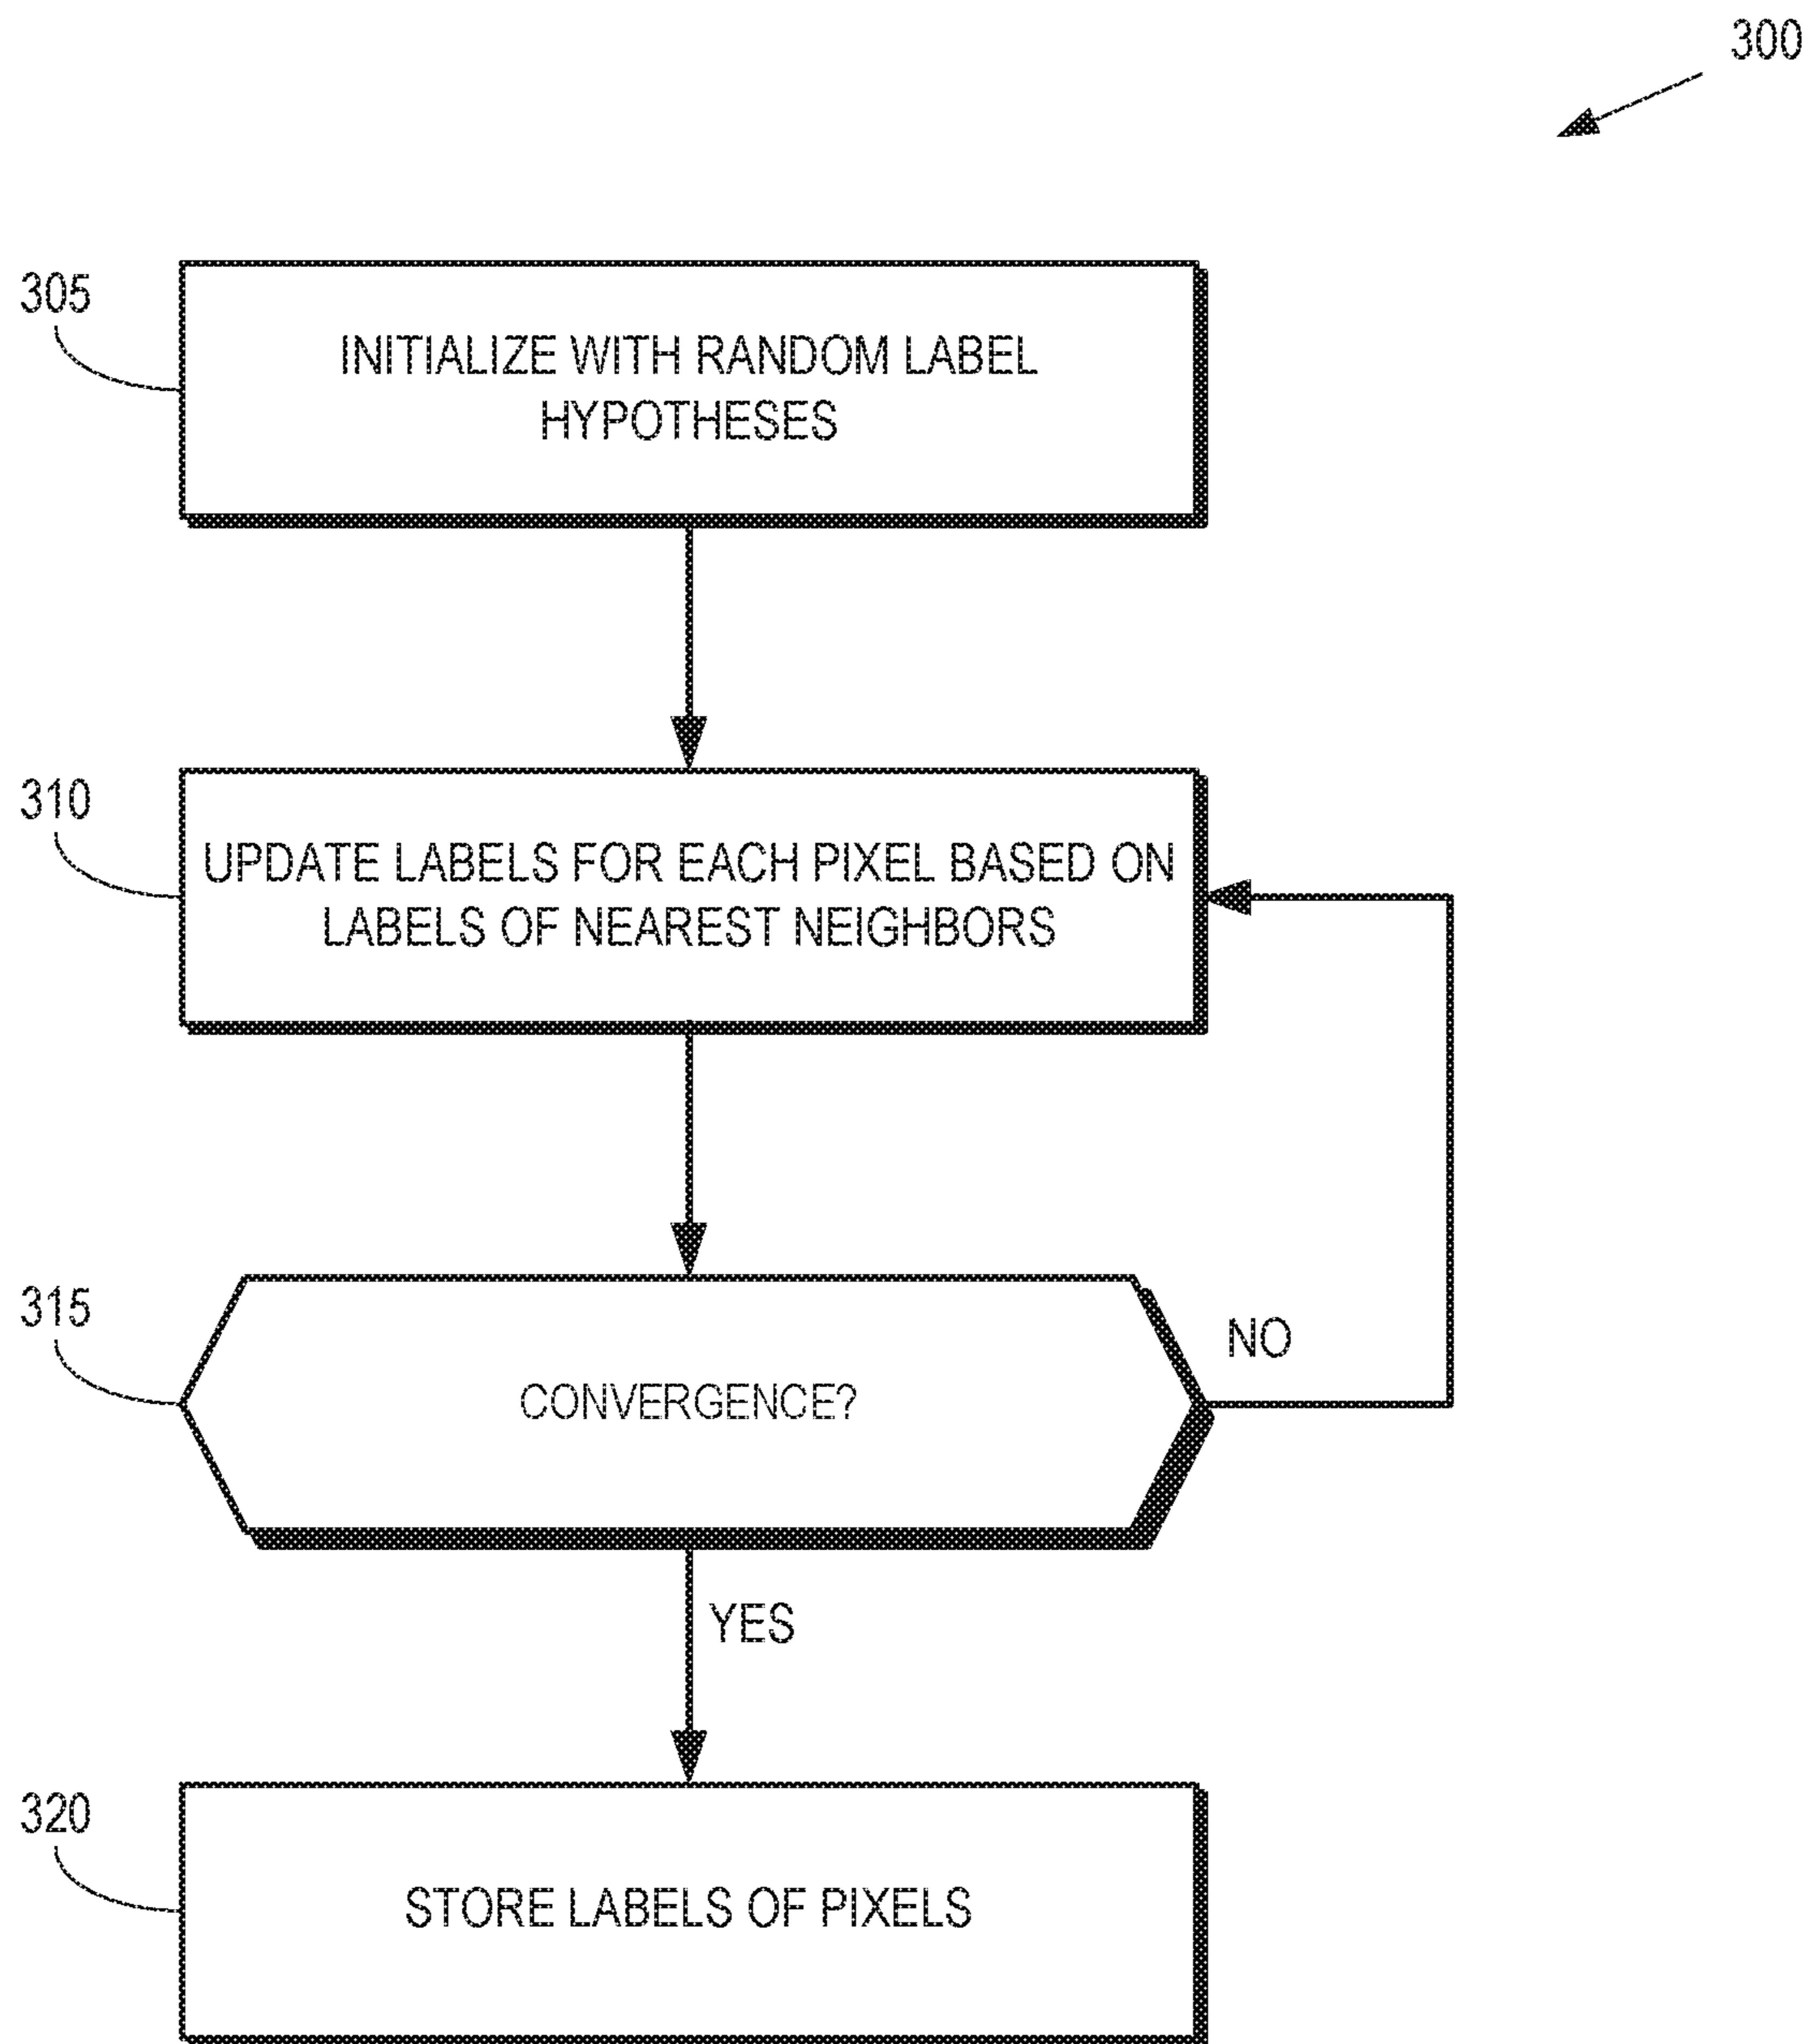 300
305
INITIALIZE WITH RANDOM LABEL
HYPOTHESES
310
UPDATE LABELS FOR EACH PIXEL BASED ON
LABELS OF NEAREST NEIGHBORS
315
CONVERGENCE?
NO
YES
320
STORE LABELS OF PIXELS